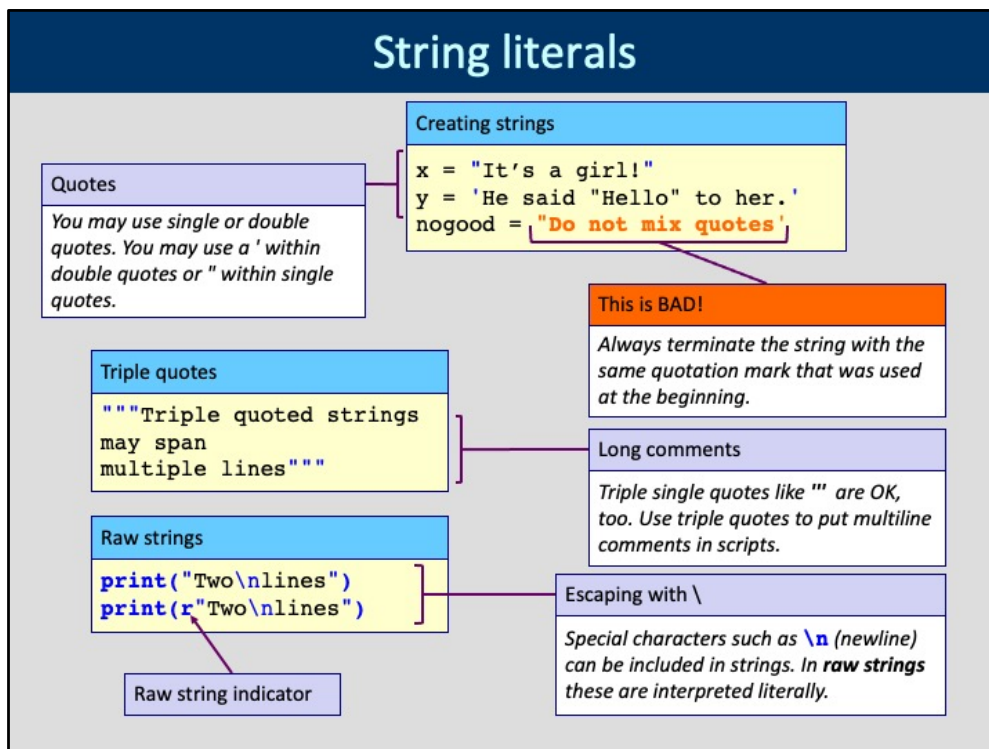 String literals
Creating strings
x = "It’s a girl!"
y = 'He said "Hello" to her.'
nogood = "Do not mix quotes'
Quotes
You may use single or double
quotes. You may use a ' within
double quotes or " within single
quotes.
This is BAD!
Always terminate the string with the
same quotation mark that was used
at the beginning.
Triple quotes
"""Triple quoted strings
may span
multiple lines"""
Long comments
Triple single quotes like ''' are OK,
too. Use triple quotes to put multiline
comments in scripts.
Raw strings
print("Two\nlines")
print(r"Two\nlines")
Raw string indicator
Escaping with \
Special characters such as \n (newline)
can be included in strings. In raw strings
these are interpreted literally.